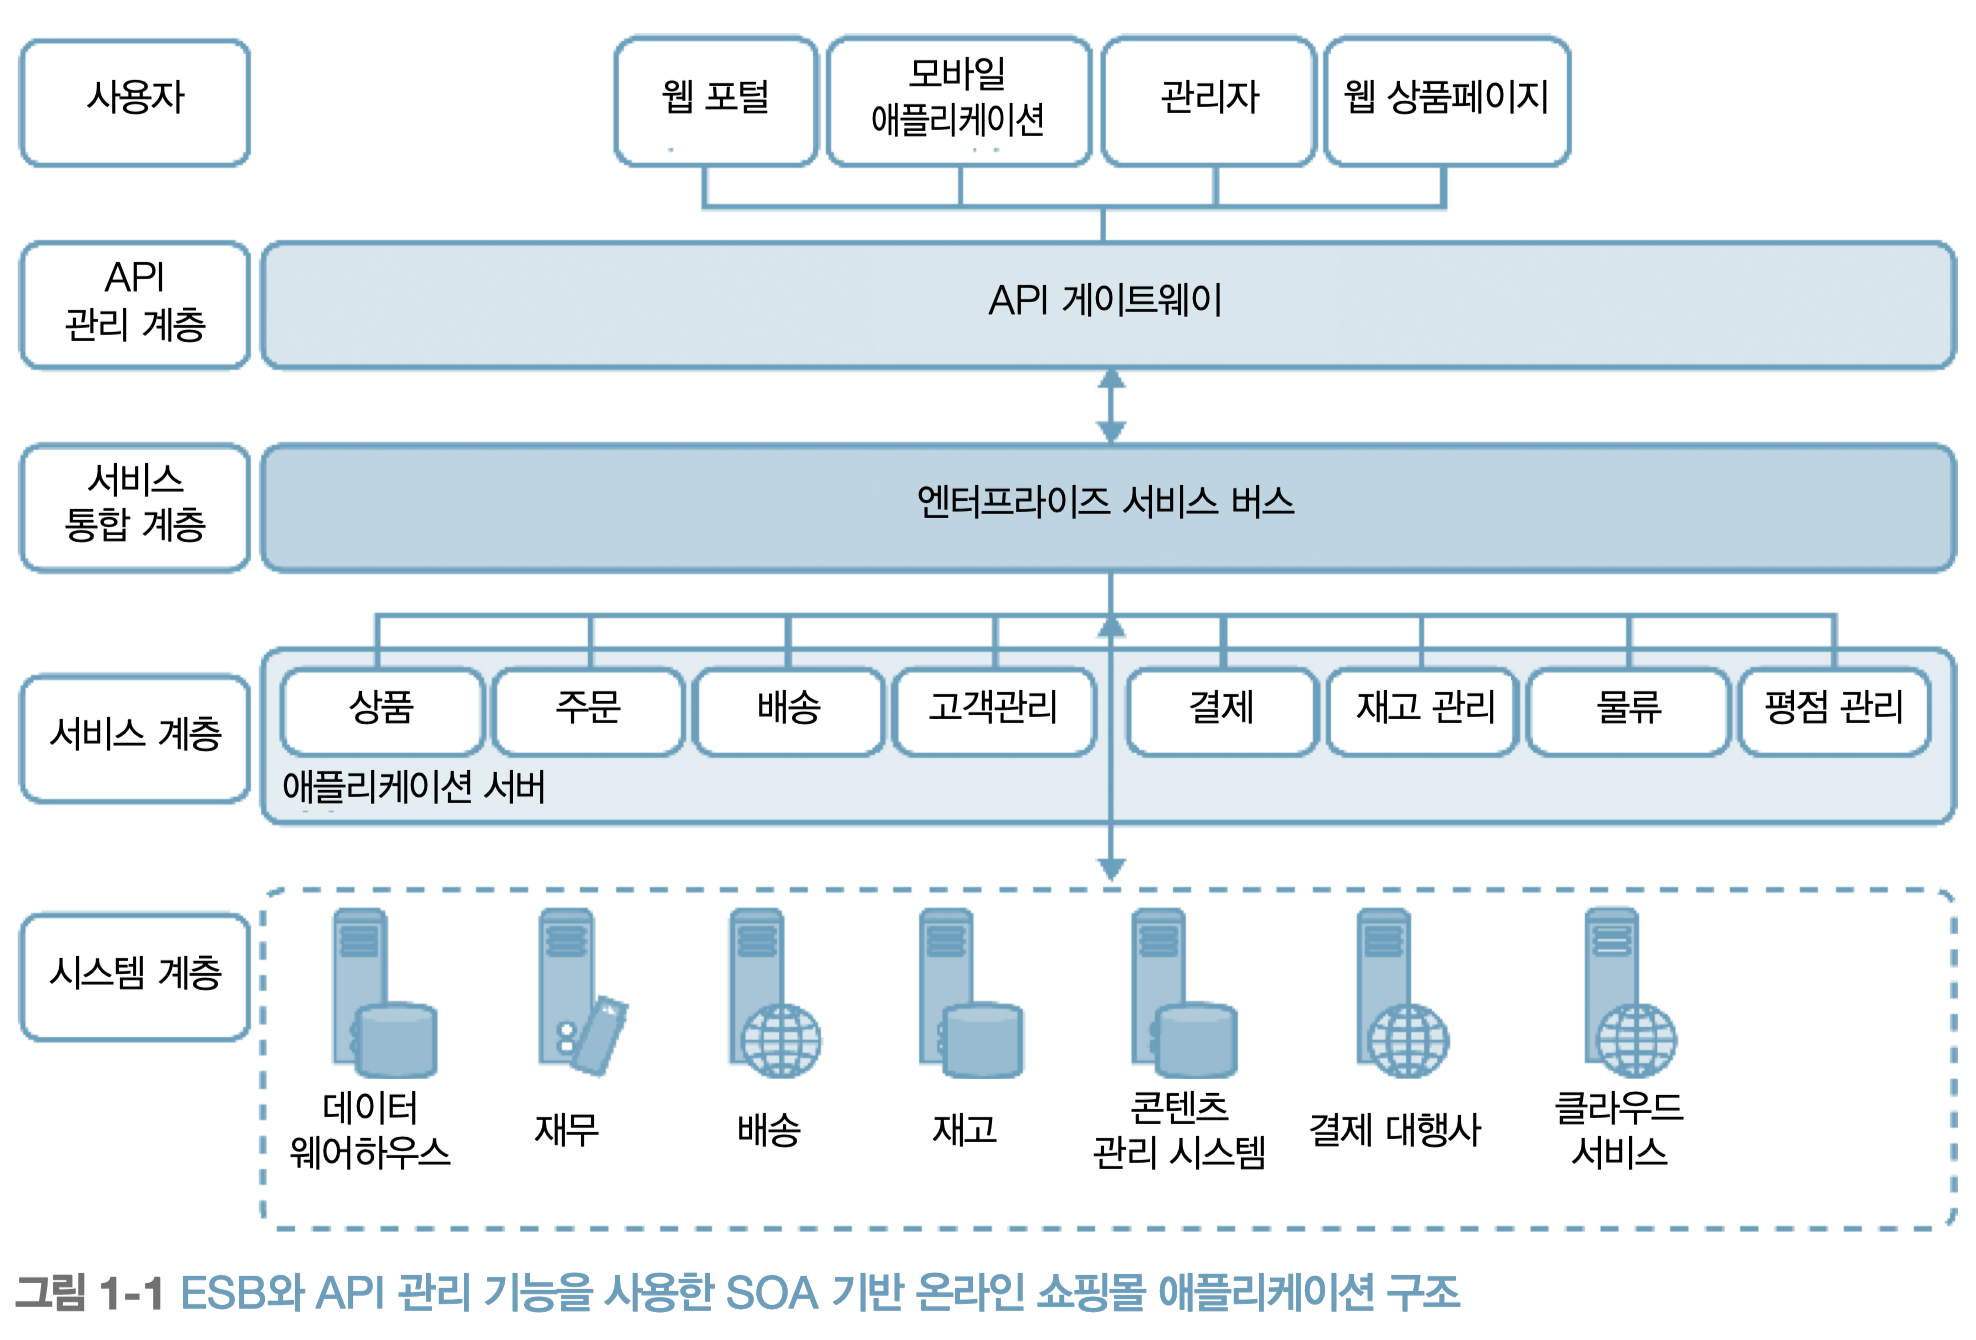 사용자
웹 포털
모바일
애플리케이션
관리자
웹 상품페이지
API
관리 계층
API 게이트웨이
서비스
통합 계층
엔터프라이즈 서비스 버스
서비스 계층
상품
주문
배송
고객관리
결제
재고 관리
물류
평점 관리
애플리케이션 서버
시스템 계층
데이터
웨어하우스
재무
배송
재고
콘텐츠
관리 시스템
결제 대행사
클라우드
서비스
그림 1-1 ESB와 API 관리 기능을 사용한 SOA 기반 온라인 쇼핑몰 애플리케이션 구조